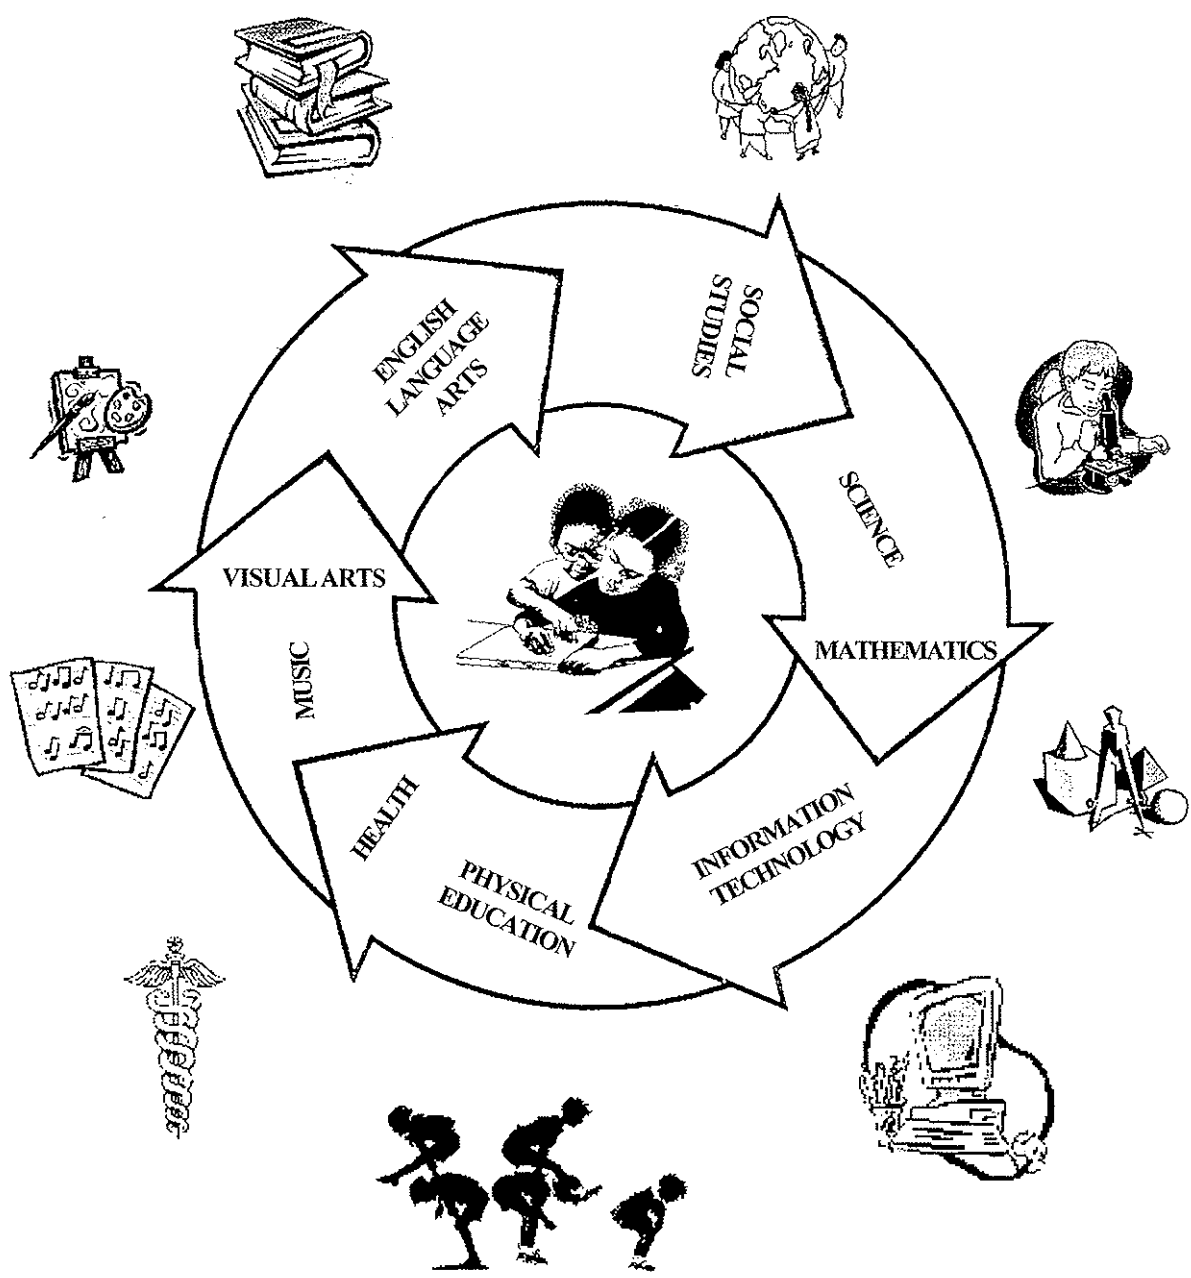 ENGLISH
LANGUAGE
ARTS
SOCIAL
STUDIES
SCIENCE
MATHEMATICS
INFORMATION
TECHNOLOGY
PHYSICAL
EDUCATION
HEALTH
MUSIC
VISUAL ARTS